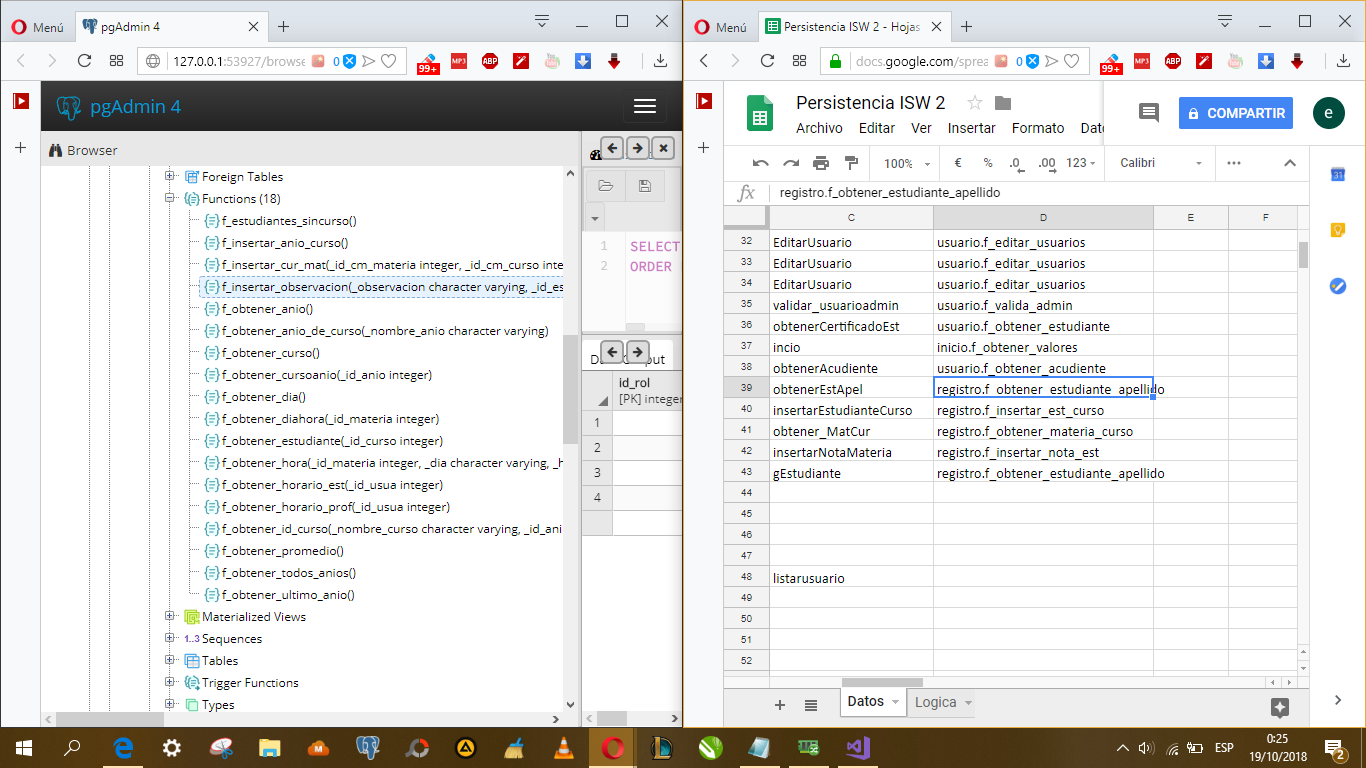 Menú
pgAdmin 4
127.0.0.1:53927/browse
0
99+
MP3
ABP
pgAdmin 4
Browser
Foreign Tables
Functions (18)
f_estudiantes_sincurso()
f_insertar_anio_curso()
f_insertar_cur_mat(_id_cm_materia integer, _id_cm_curso inte
f_insertar_observacion(_observacion character varying, _id_es
f_obtener_anio()
f_obtener_anio_de_curso(_nombre_anio character varying)
f_obtener_curso()
f_obtener_cursoanio(_id_anio integer)
f_obtener_dia()
f_obtener_diahora(_id_materia integer)
f_obtener_estudiante(_id_curso integer)
f_obtener_hora(_id_materia integer, _dia character varying, _h
f_obtener_horario_est(_id_usua integer)
f_obtener_horario_prof(_id_usua integer)
f_obtener_id_curso(_nombre_curso character varying, _id_ani
f_obtener_promedio()
f_obtener_todos_anios()
f_obtener_ultimo_anio()
Materialized Views
1..3 Sequences
Tables
Trigger Functions
Types
1 SELECT
2 ORDER
id_rol
[PK] integer
1
2
3
4
Menú
Persistencia ISW 2 - Hojas
docs.google.com/sprea
0
99+
MP3
ABP
Persistencia ISW 2
Archivo Editar Ver Insertar Formato Dato
COMPARTIR
e
100% € % .0 .00 123 Calibri
fx registro.f_obtener_estudiante_apellido
C D E F
32 EditarUsuario usuario.f_editar_usuarios
33 EditarUsuario usuario.f_editar_usuarios
34 EditarUsuario usuario.f_editar_usuarios
35 validar_usuarioadmin usuario.f_valida_admin
36 obtenerCertificadoEst usuario.f_obtener_estudiante
37 incio inicio.f_obtener_valores
38 obtenerAcudiente usuario.f_obtener_acudiente
39 obtenerEstApel registro.f_obtener_estudiante_apellido
40 insertarEstudianteCurso registro.f_insertar_est_curso
41 obtener_MatCur registro.f_obtener_materia_curso
42 insertarNotaMateria registro.f_insertar_nota_est
43 gEstudiante registro.f_obtener_estudiante_apellido
44
45
46
47
48 listarusuario
49
50
51
52
Datos Logica
31
ESP
0:25
19/10/2018
2